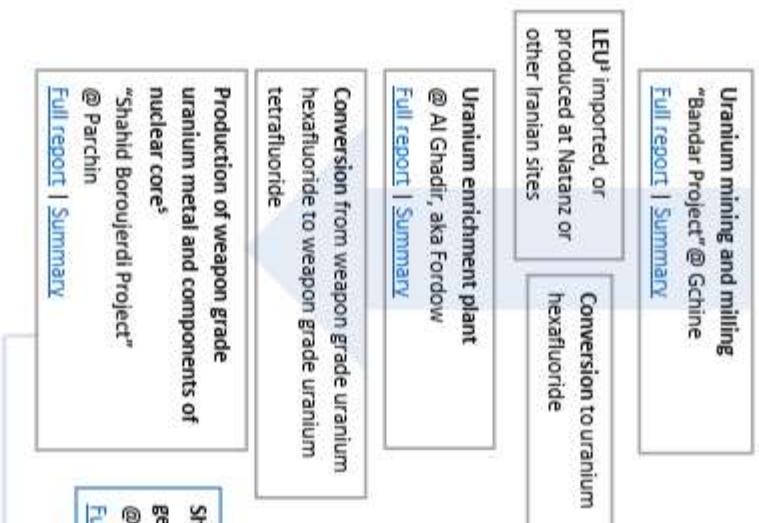 Uranium mining and milling
"Bandar Project" @ Gchine
Full report | Summary
LEU³ imported, or
produced at Natanz or
other Iranian sites
Conversion to uranium
hexafluoride
Uranium enrichment plant
@ Al Ghadir, aka Fordow
Full report | Summary
Conversion from weapon grade uranium
hexafluoride to weapon grade uranium
tetrafluoride
Production of weapon grade
uranium metal and components of
nuclear core⁵
"Shahid Boroujerdi Project"
@ Parchin
Full report | Summary